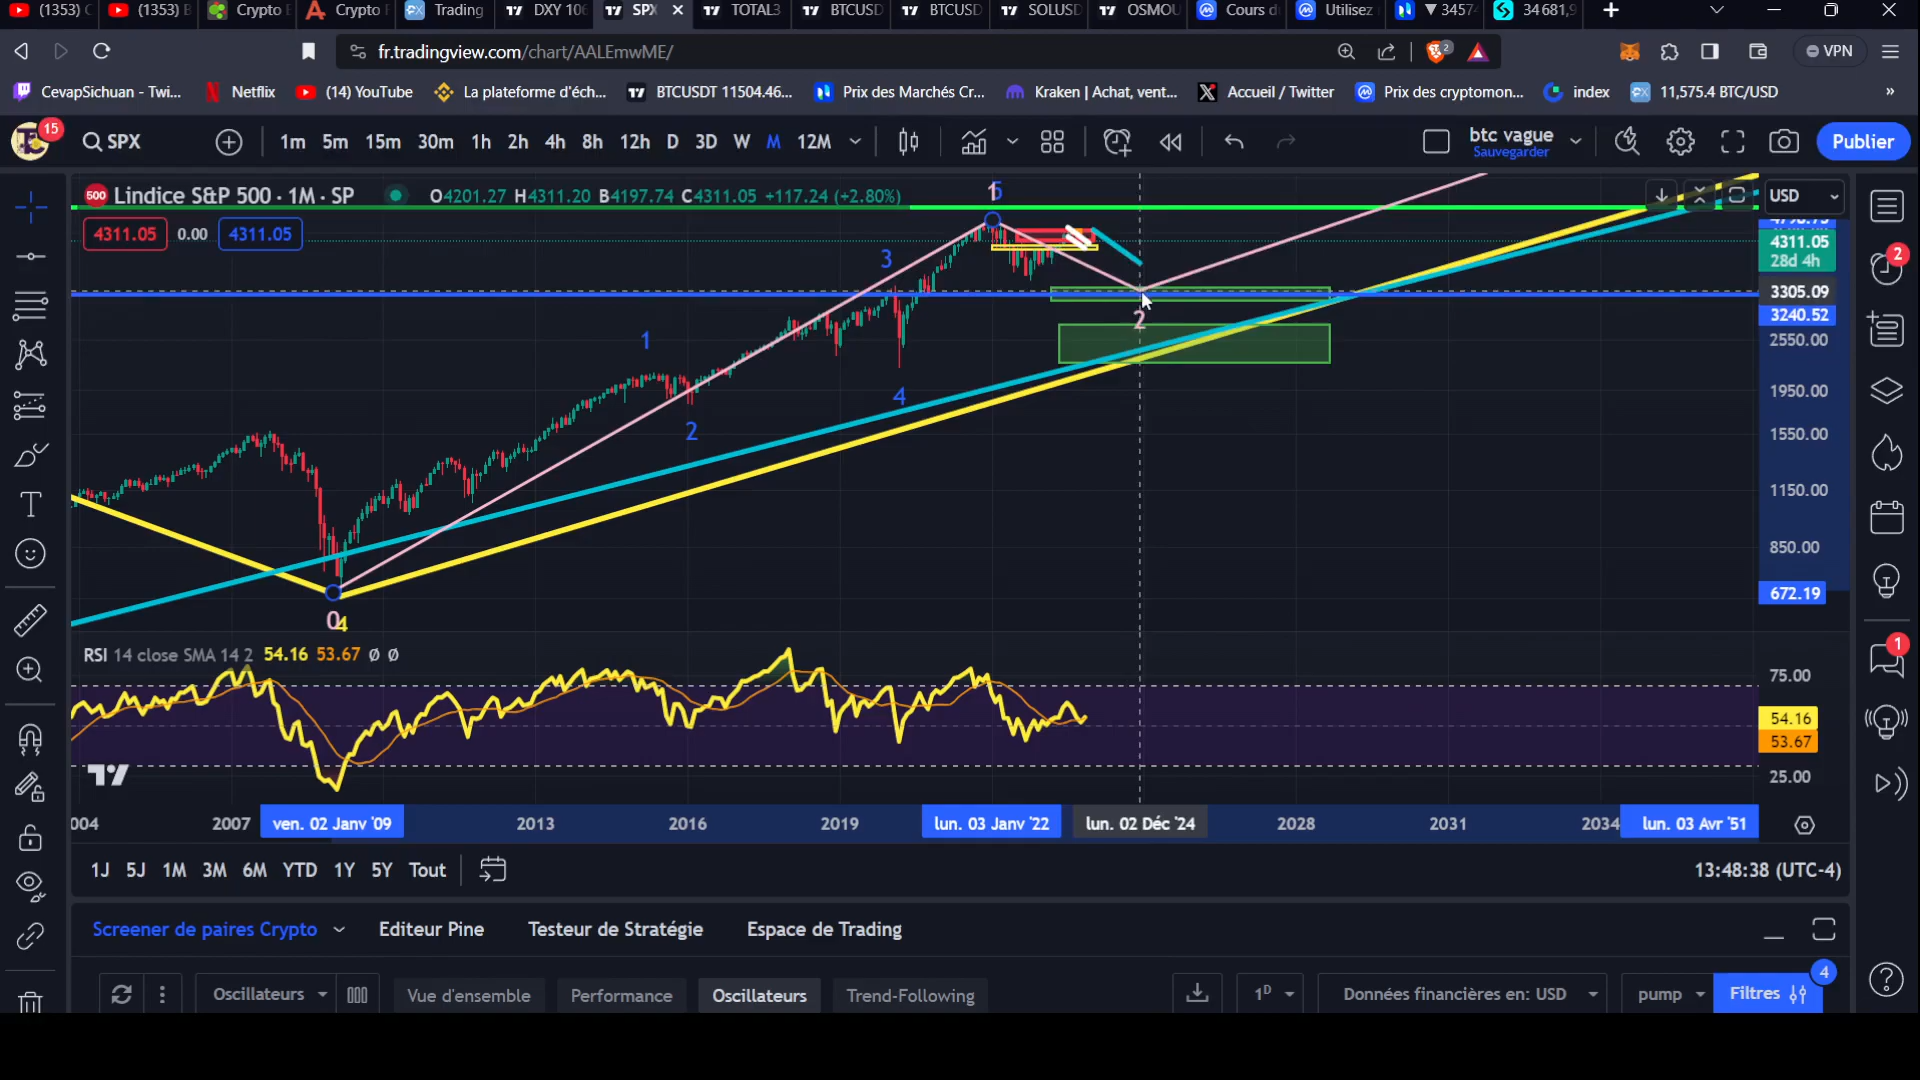 (1353) C
(1353) B
Crypto E
Crypto
Trading
DXY 106
SPX
TOTAL3
BTCUSD
BTCUSD
SOLUSD
OSMOU
Cours d
Utilisez
▼ 3457
34 681,9
fr.tradingview.com/chart/AALEmwME/
2
VPN
CevapSichuan - Twi...
Netflix
(14) YouTube
La plateforme d'éch...
BTCUSDT 11504.46...
Prix des Marchés Cr...
Kraken | Achat, vent...
Accueil / Twitter
Prix des cryptomon...
index
11,575.4 BTC/USD
»
15
SPX
1m 5m 15m 30m 1h 2h 4h 8h 12h D 3D W M 12M
btc vague
Sauvegarder
Publier
500 Lindice S&P 500 · 1M · SP
O4201.27 H4311.20 B4197.74 C4311.05 +117.24 (+2.80%)
USD
4311.05 0.00 4311.05
4311.05
28d 4h
3305.09
3240.52
2550.00
1950.00
1550.00
1150.00
850.00
672.19
1
5
3
1
4
2
2
0
4
RSI 14 close SMA 14 2 54.16 53.67 Ø Ø
75.00
54.16
53.67
25.00
004 2007 ven. 02 Janv '09 2013 2016 2019 lun. 03 Janv '22 lun. 02 Déc '24 2028 2031 2034 lun. 03 Avr '51
1J 5J 1M 3M 6M YTD 1Y 5Y Tout
13:48:38 (UTC-4)
Screener de paires Crypto
Editeur Pine
Testeur de Stratégie
Espace de Trading
Oscillateurs
Vue d'ensemble
Performance
Oscillateurs
Trend-Following
1D
Données financières en: USD
pump
Filtres
4
2
1